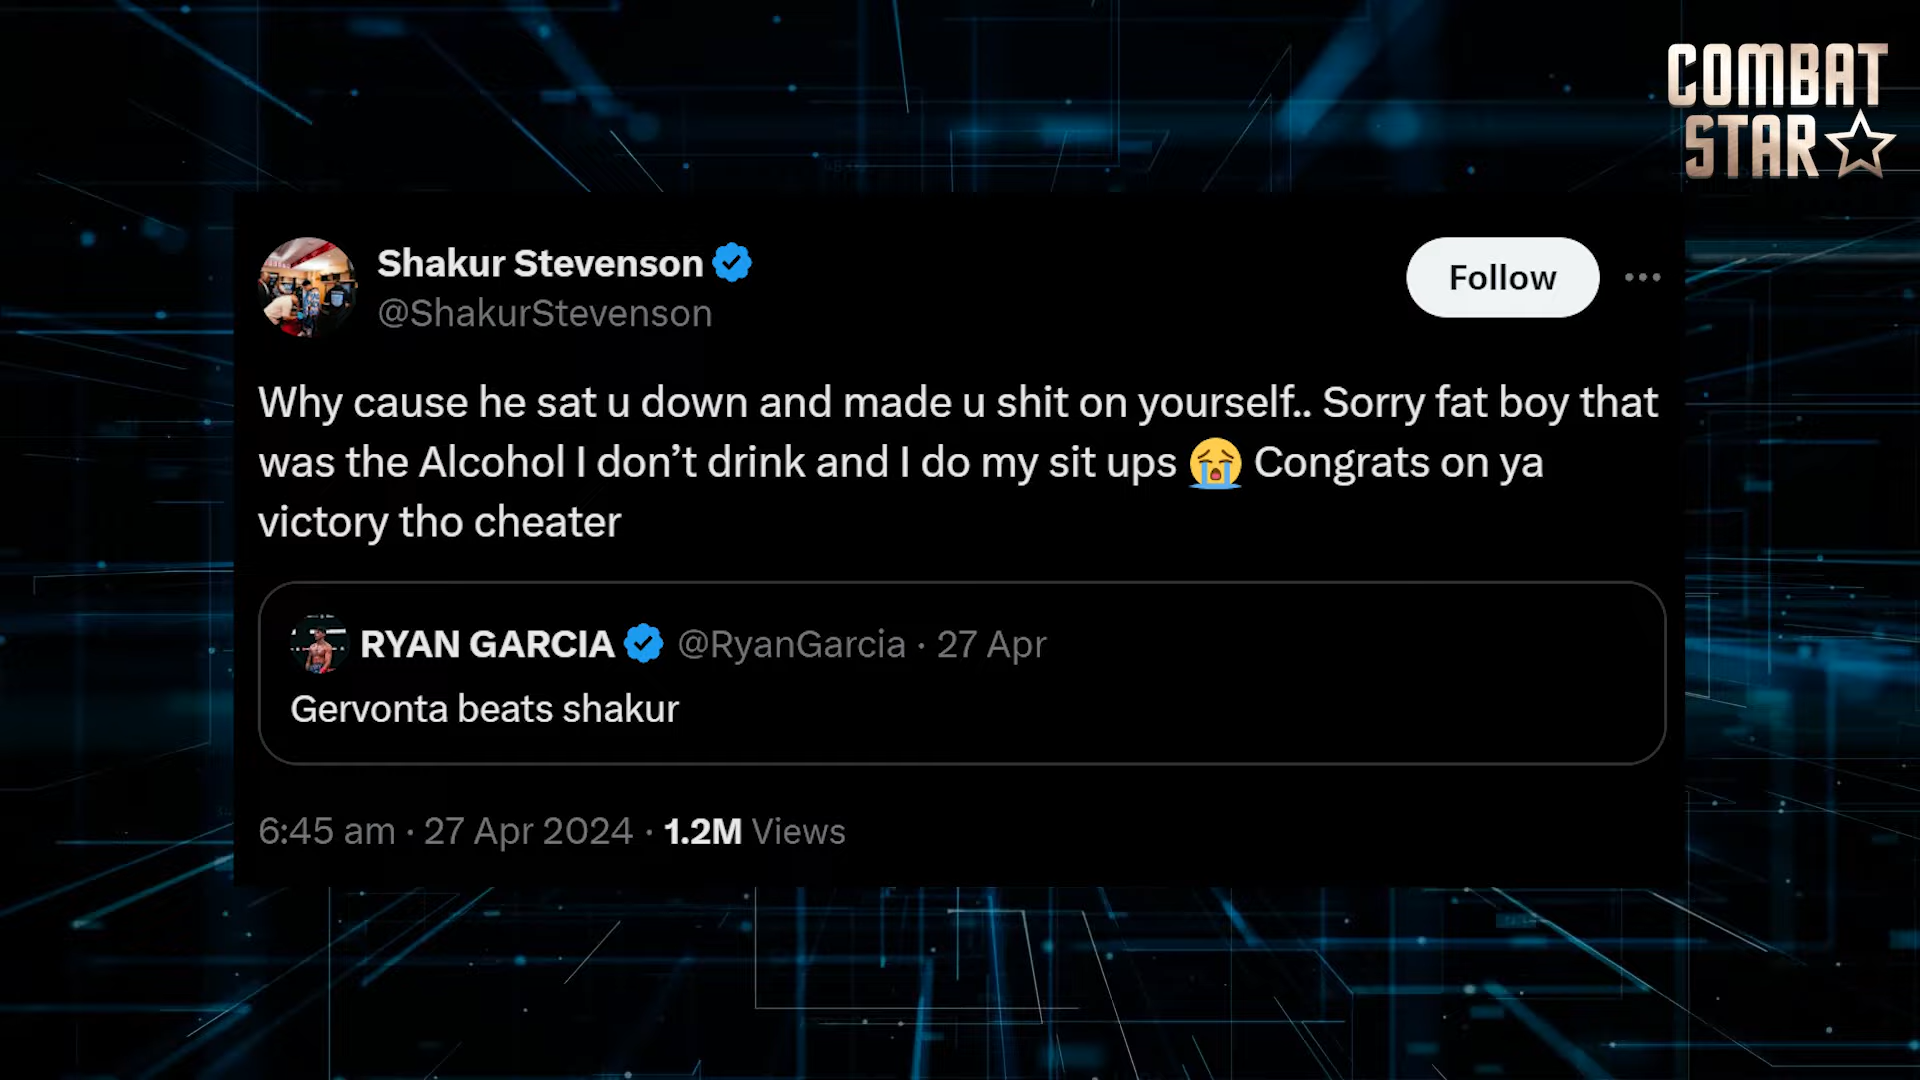 COMBAT
STAR
Shakur Stevenson
@ShakurStevenson
Follow
Why cause he sat u down and made u shit on yourself.. Sorry fat boy that
was the Alcohol I don’t drink and I do my sit ups 😭 Congrats on ya
victory tho cheater
RYAN GARCIA @RyanGarcia · 27 Apr
Gervonta beats shakur
6:45 am · 27 Apr 2024 · 1.2M Views